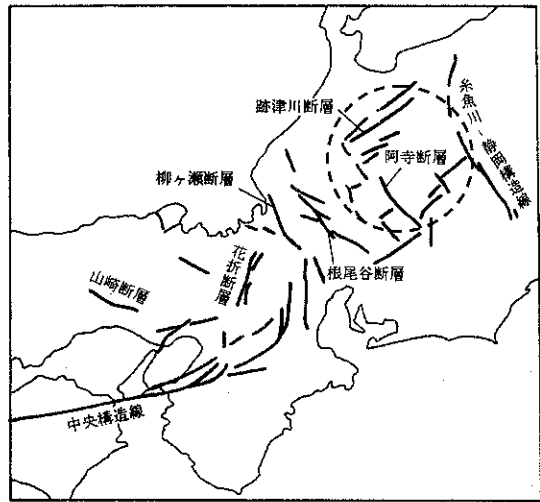 跡津川断層
糸魚川-静岡構造線
阿寺断層
柳ヶ瀬断層
花折断層
根尾谷断層
山崎断層
中央構造線